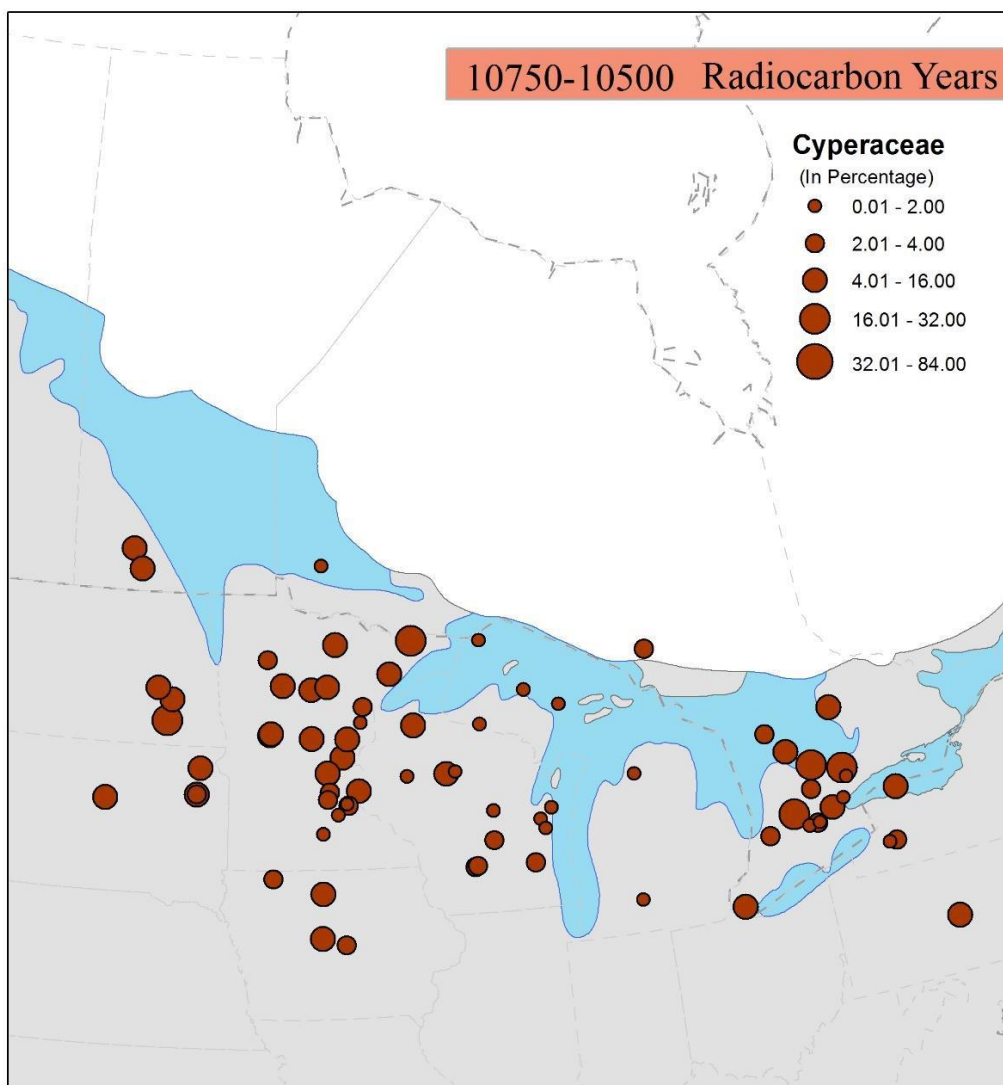 10750-10500 Radiocarbon Years
Cyperaceae
(In Percentage)
0.01 - 2.00
2.01 - 4.00
4.01 - 16.00
16.01 - 32.00
32.01 - 84.00